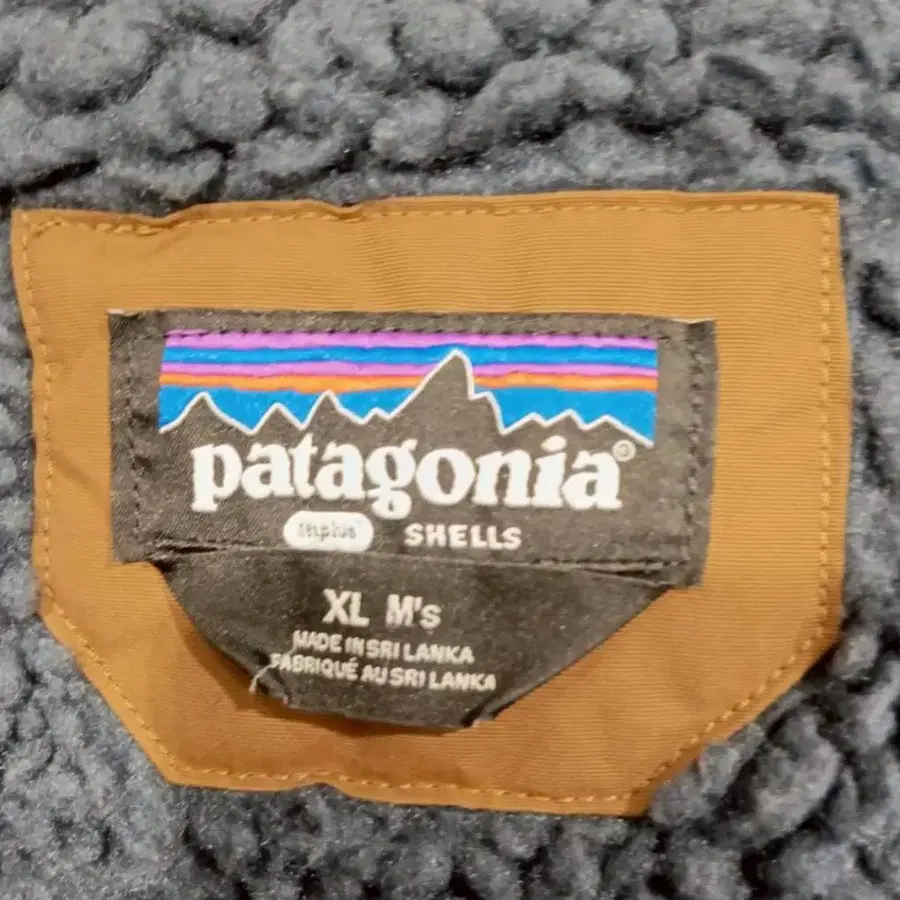 patagonia®
SHELLS
XL M's
MADE IN SRI LANKA
FABRIQUÉ AU SRI LANKA